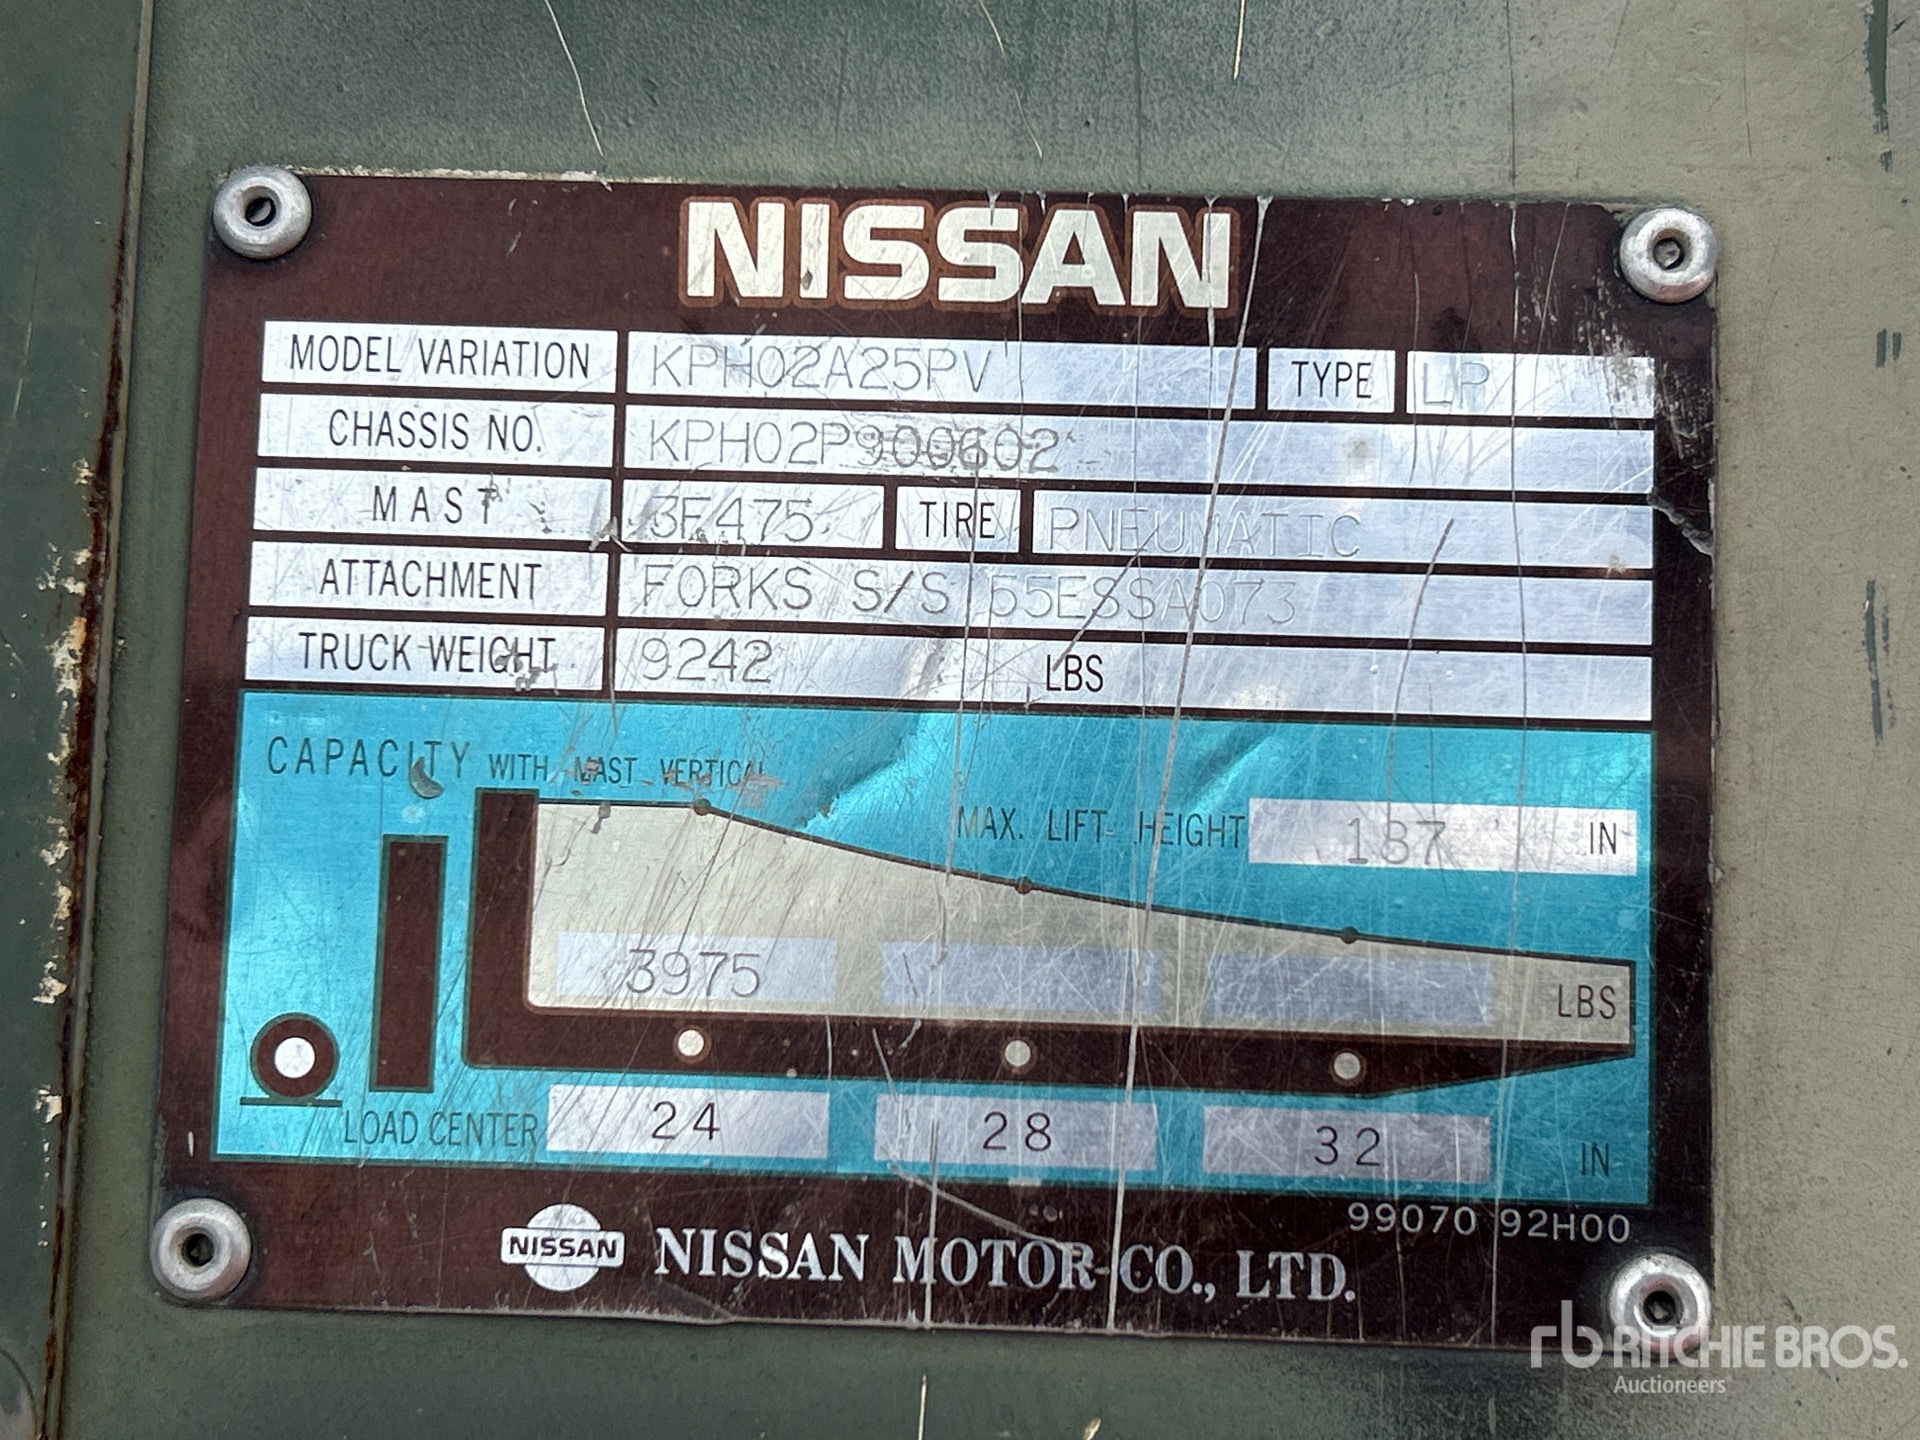 NISSAN
MODEL VARIATION KPH02A25PV TYPE LP
CHASSIS NO. KPH02P900602
MAST 3F475 TIRE PNEUMATIC
ATTACHMENT FORKS S/S 55ESSA073
TRUCK WEIGHT 9242 LBS
CAPACITY WITH MAST VERTICAL
MAX. LIFT HEIGHT 187 IN
3975 LBS
LOAD CENTER 24 28 32 IN
99070 92H00
NISSAN NISSAN MOTOR CO., LTD.
rb RITCHIE BROS.
Auctioneers